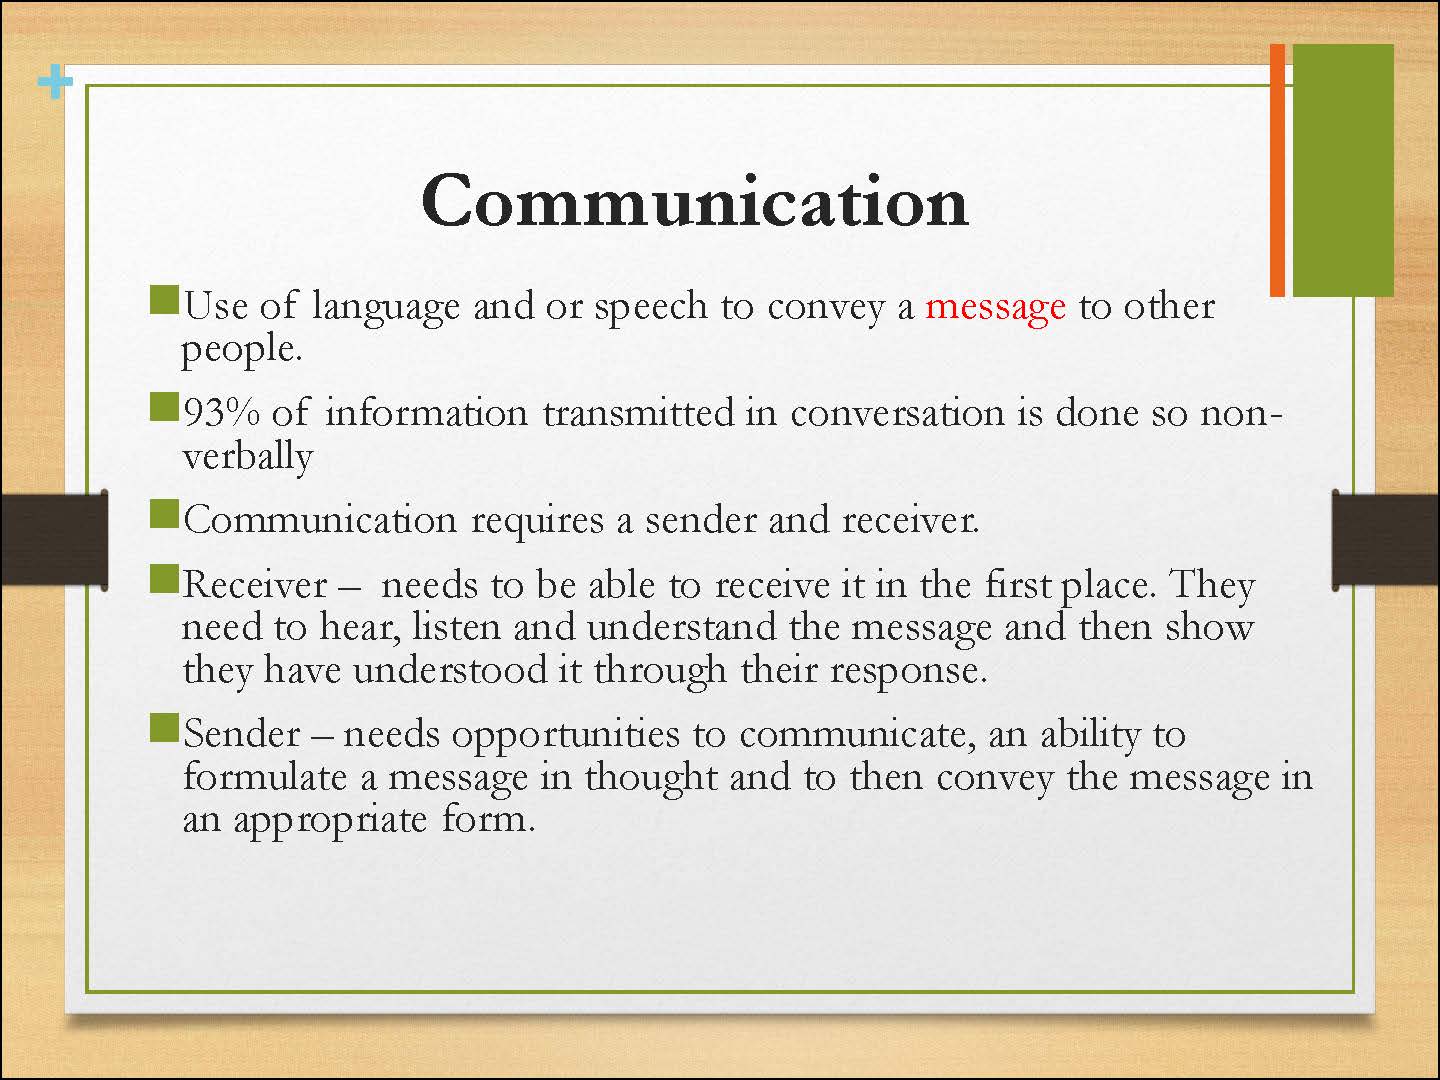 Communication
Use of language and or speech to convey a message to other
people.
93% of information transmitted in conversation is done so non-
verbally
Communication requires a sender and receiver.
Receiver – needs to be able to receive it in the first place. They
need to hear, listen and understand the message and then show
they have understood it through their response.
Sender – needs opportunities to communicate, an ability to
formulate a message in thought and to then convey the message in
an appropriate form.